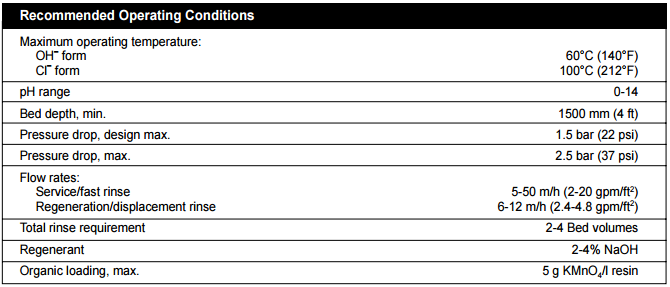 Recommended Operating Conditions
Maximum operating temperature:
OH⁻ form 60°C (140°F)
Cl⁻ form 100°C (212°F)
pH range 0-14
Bed depth, min. 1500 mm (4 ft)
Pressure drop, design max. 1.5 bar (22 psi)
Pressure drop, max. 2.5 bar (37 psi)
Flow rates:
Service/fast rinse 5-50 m/h (2-20 gpm/ft²)
Regeneration/displacement rinse 6-12 m/h (2.4-4.8 gpm/ft²)
Total rinse requirement 2-4 Bed volumes
Regenerant 2-4% NaOH
Organic loading, max. 5 g KMnO₄/l resin